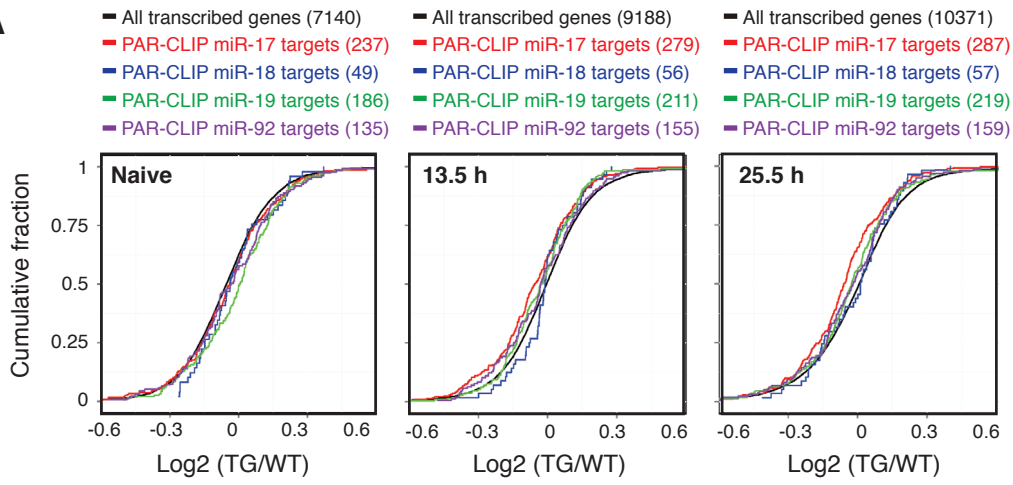 A
All transcribed genes (7140)
PAR-CLIP miR-17 targets (237)
PAR-CLIP miR-18 targets (49)
PAR-CLIP miR-19 targets (186)
PAR-CLIP miR-92 targets (135)
All transcribed genes (9188)
PAR-CLIP miR-17 targets (279)
PAR-CLIP miR-18 targets (56)
PAR-CLIP miR-19 targets (211)
PAR-CLIP miR-92 targets (155)
All transcribed genes (10371)
PAR-CLIP miR-17 targets (287)
PAR-CLIP miR-18 targets (57)
PAR-CLIP miR-19 targets (219)
PAR-CLIP miR-92 targets (159)
Cumulative fraction
1
0.75
0.5
0.25
0
Naive
-0.6 -0.3 0 0.3 0.6
Log2 (TG/WT)
13.5 h
-0.6 -0.3 0 0.3 0.6
Log2 (TG/WT)
25.5 h
-0.6 -0.3 0 0.3 0.6
Log2 (TG/WT)